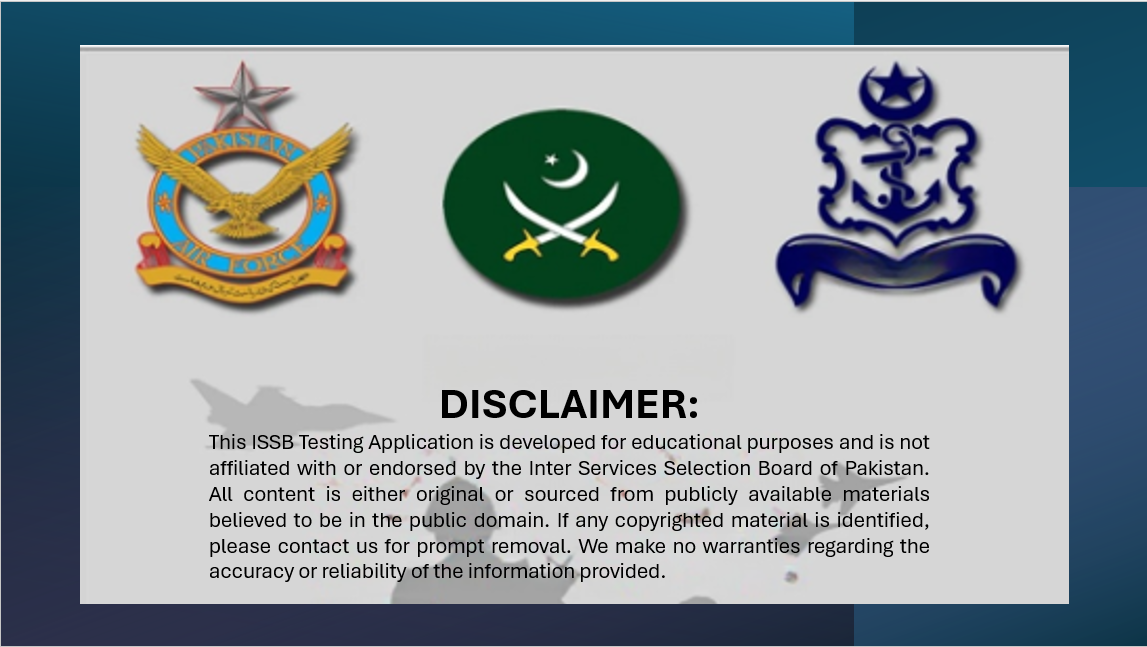 PAKISTAN
AIR FORCE
DISCLAIMER:
This ISSB Testing Application is developed for educational purposes and is not
affiliated with or endorsed by the Inter Services Selection Board of Pakistan.
All content is either original or sourced from publicly available materials
believed to be in the public domain. If any copyrighted material is identified,
please contact us for prompt removal. We make no warranties regarding the
accuracy or reliability of the information provided.